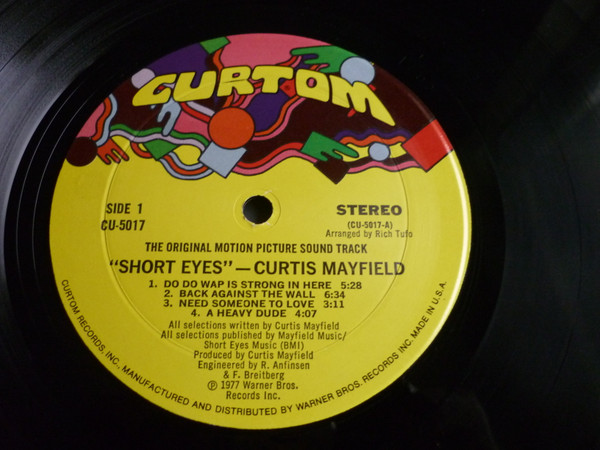 CURTOM
SIDE 1
CU-5017
STEREO
(CU-5017-A)
Arranged by Rich Tufo
THE ORIGINAL MOTION PICTURE SOUND TRACK
"SHORT EYES" — CURTIS MAYFIELD
1. DO DO WAP IS STRONG IN HERE 5:28
2. BACK AGAINST THE WALL 6:34
3. NEED SOMEONE TO LOVE 3:11
4. A HEAVY DUDE 4:07
All selections written by Curtis Mayfield
All selections published by Mayfield Music/
Short Eyes Music (BMI)
Produced by Curtis Mayfield
Engineered by R. Anfinsen
& F. Breitberg
℗ 1977 Warner Bros.
Records Inc.
CURTOM RECORDS, INC., MANUFACTURED AND DISTRIBUTED BY WARNER BROS. RECORDS INC. MADE IN U.S.A.